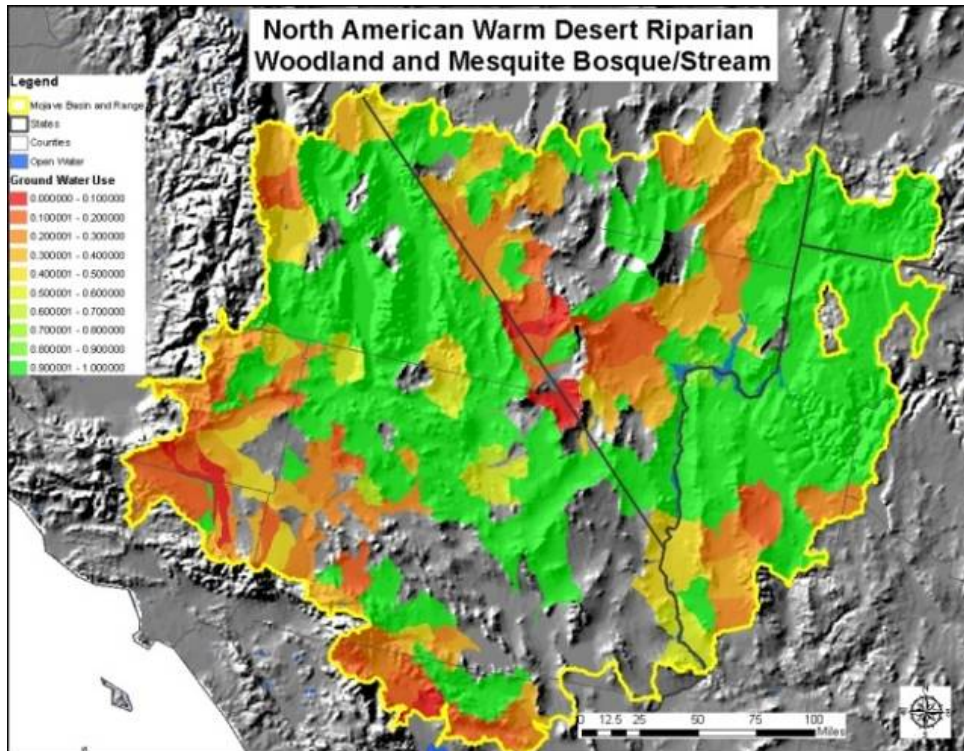 North American Warm Desert Riparian
Woodland and Mesquite Bosque/Stream
Legend
Mojave Basin and Range
States
Counties
Open Water
Ground Water Use
0.000000 - 0.100000
0.100001 - 0.200000
0.200001 - 0.300000
0.300001 - 0.400000
0.400001 - 0.500000
0.500001 - 0.600000
0.600001 - 0.700000
0.700001 - 0.800000
0.800001 - 0.900000
0.900001 - 1.000000
N
0 12.5 25 50 75 100
Miles